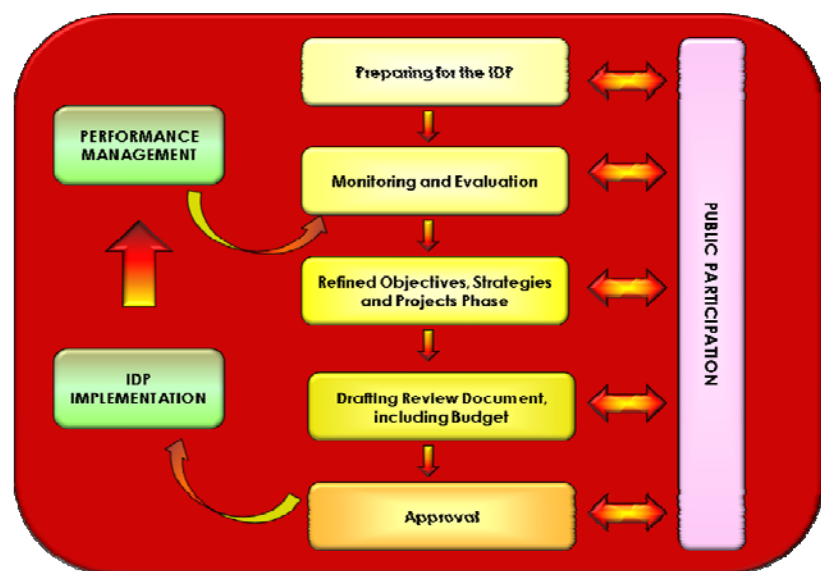 Preparing for the IDP
PERFORMANCE
MANAGEMENT
Monitoring and Evaluation
Refined Objectives, Strategies
and Projects Phase
IDP
IMPLEMENTATION
Drafting Review Document,
including Budget
Approval
PUBLIC PARTICIPATION